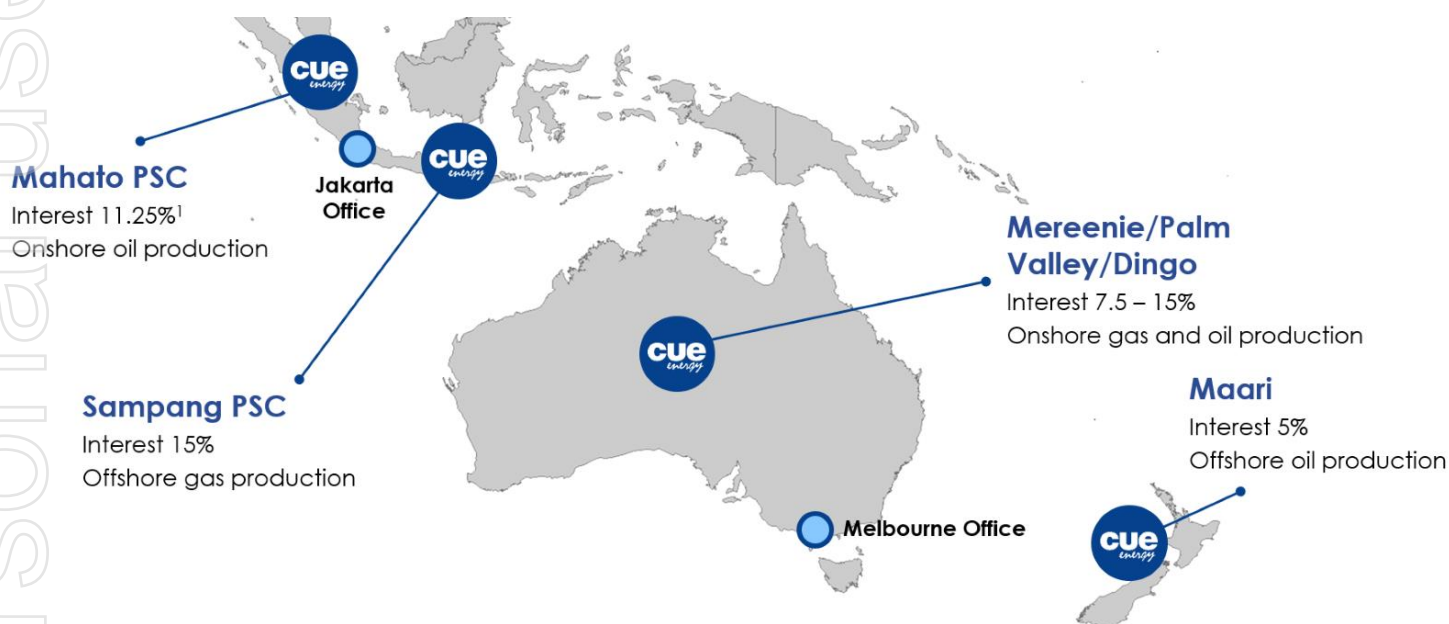 cue
energy
Mahato PSC
Interest 11.25%¹
Onshore oil production
Jakarta
Office
cue
energy
Sampang PSC
Interest 15%
Offshore gas production
cue
energy
Mereenie/Palm
Valley/Dingo
Interest 7.5 – 15%
Onshore gas and oil production
Melbourne Office
Maari
Interest 5%
Offshore oil production
cue
energy